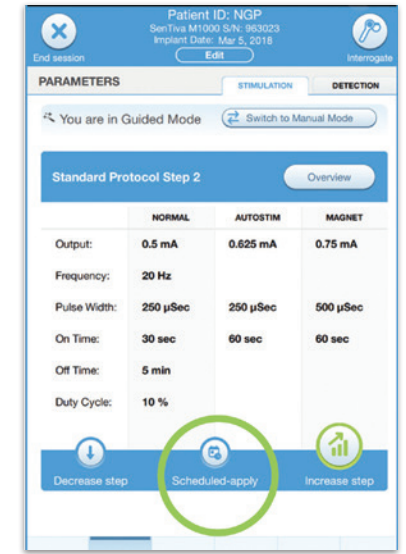 Patient ID: NGP
SenTiva M1000 S/N: 963023
Implant Date: Mar 5, 2018
Edit
End session
Interrogate
PARAMETERS
STIMULATION
DETECTION
You are in Guided Mode
Switch to Manual Mode
Standard Protocol Step 2
Overview
NORMAL AUTOSTIM MAGNET
Output: 0.5 mA 0.625 mA 0.75 mA
Frequency: 20 Hz
Pulse Width: 250 µSec 250 µSec 500 µSec
On Time: 30 sec 60 sec 60 sec
Off Time: 5 min
Duty Cycle: 10 %
Decrease step
Scheduled-apply
Increase step